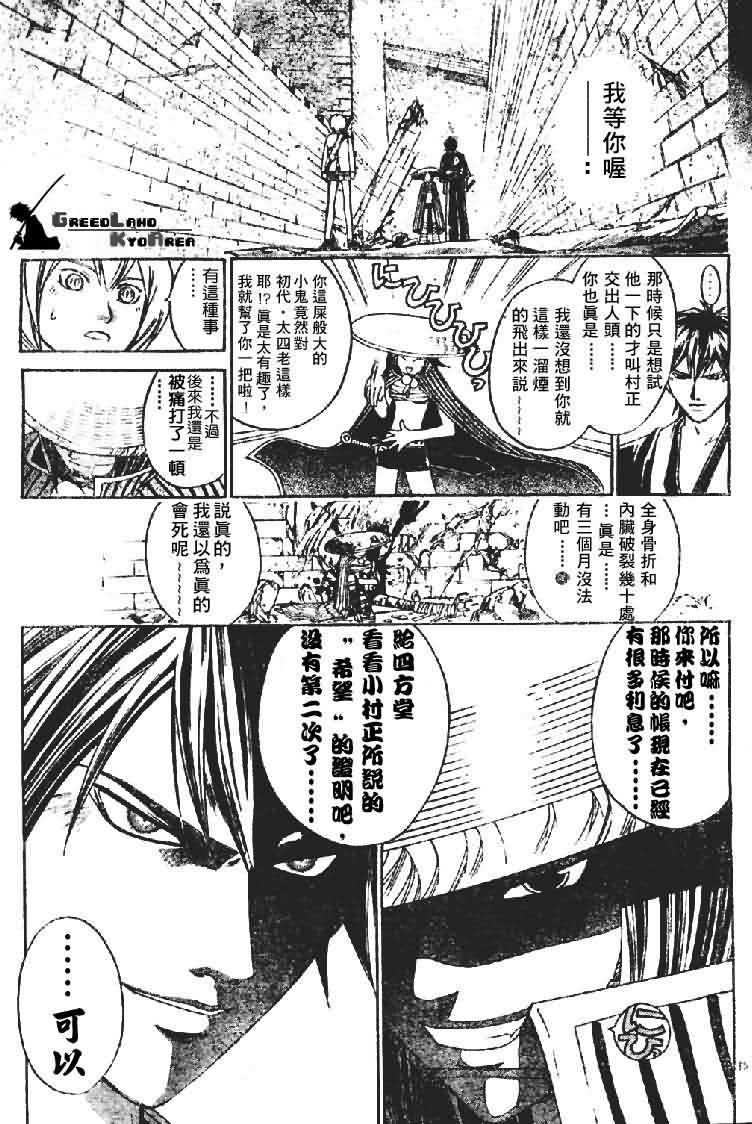 我等你喔
——…
GREEDLAND
KYOAREA
……
那時候只是想試
他一下的才叫村正
交出人頭……
你也真是……
我還沒想到你就
這樣一溜煙
的飛出來說～
にひひひっ
你這屎般大的
小鬼竟然對
初代．太四老這樣
耶!?真是太有趣了，
我就幫了你一把啦！
有這種事
……
……不過
後來我還是
被痛打了一頓
……
全身骨折和
內臟破裂幾十處
……真是……
有三個月沒法
動吧……
說真的，
我還以為真的
會死呢～～～
所以嘛……
你來付吧，
那時候的帳現在已經
有很多利息了……
給四方堂
看看小村正所說的
"希望"的證明吧，
沒有第二次了……
……可以